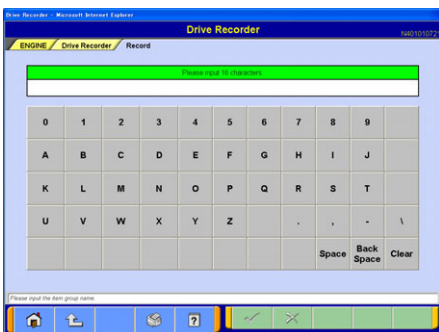 Drive Recorder - Microsoft Internet Explorer
Drive Recorder
N401010721
ENGINE Drive Recorder Record
Please input 16 characters.
0 1 2 3 4 5 6 7 8 9
A B C D E F G H I J
K L M N O P Q R S T
U V W X Y Z . , - \
Space Back Space Clear
Please input the item group name.
?